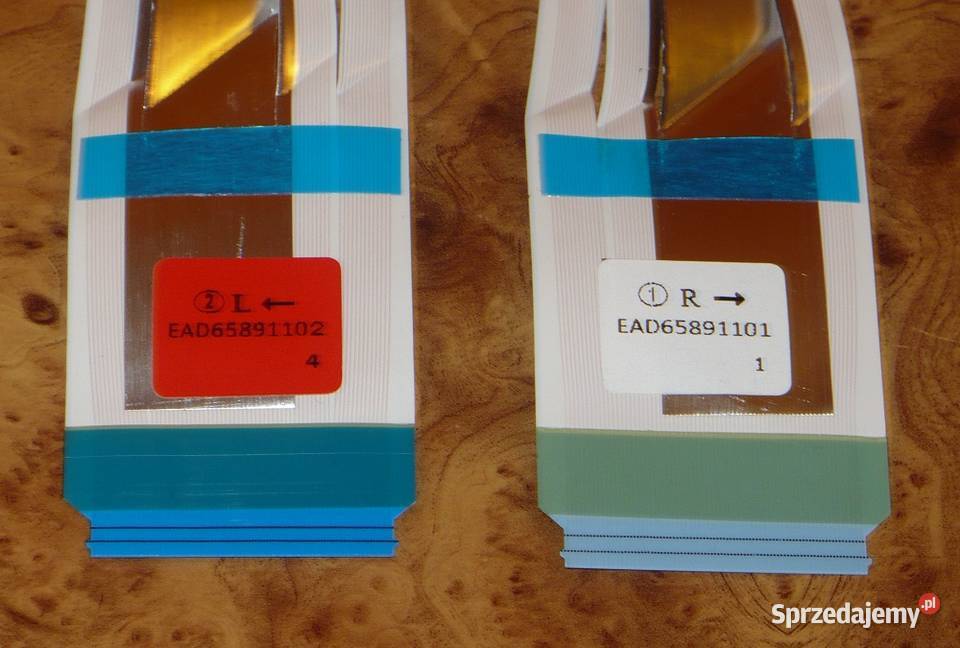 ② L ←
EAD65891102
4
① R →
EAD65891101
1
Sprzedajemy.pl